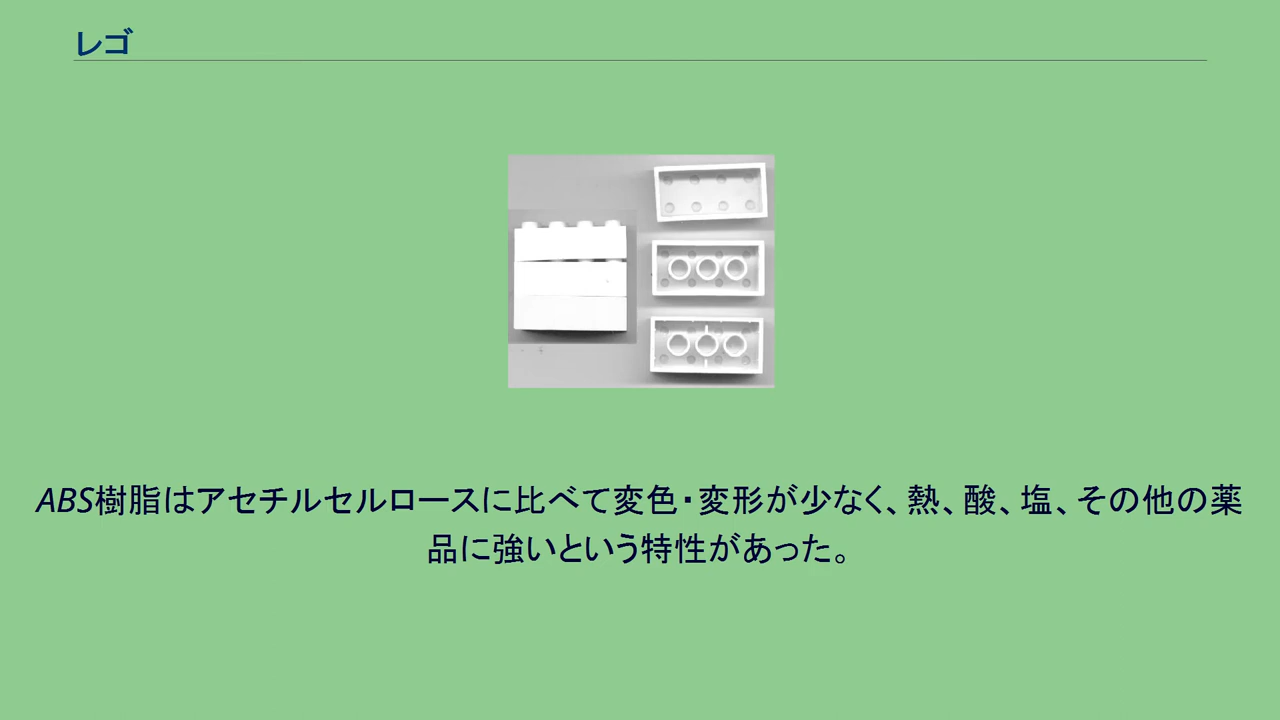 レゴ
ABS樹脂はアセチルセルロースに比べて変色・変形が少なく、熱、酸、塩、その他の薬
品に強いという特性があった。